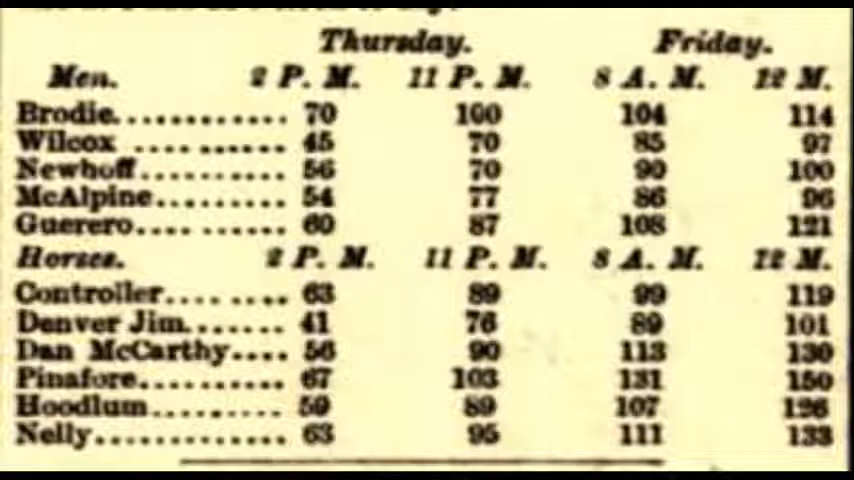 Thursday. Friday.
Men. 2 P. M. 11 P. M. 8 A. M. 12 M.
Brodie............. 70 100 104 114
Wilcox .... ...... 45 70 85 97
Newhoff.......... 56 70 90 100
McAlpine......... 54 77 86 96
Guerero.... ...... 60 87 108 121
Horses. 2 P. M. 11 P. M. 8 A. M. 12 M.
Controller.... .... 63 89 99 119
Denver Jim....... 41 76 89 101
Dan McCarthy.... 56 90 113 130
Pinafore.......... 67 103 131 150
Hoodlum..... .... 59 89 107 126
Nelly............. 63 95 111 133